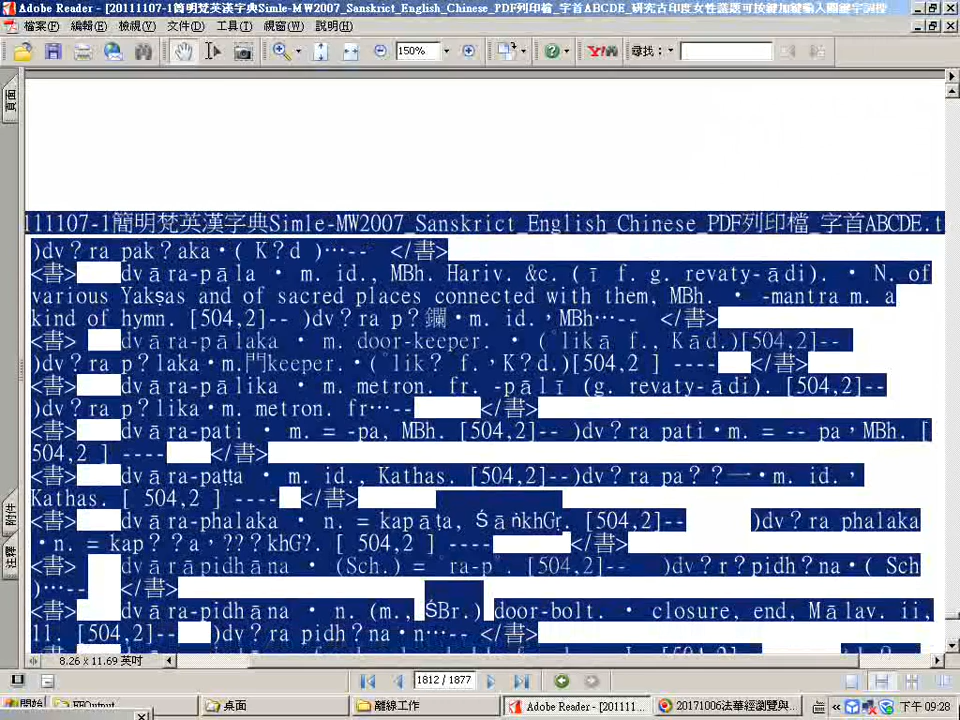 Adobe Reader - [20111107-1簡明梵英漢字典Simle-MW2007_Sanskrict_English_Chinese_PDF列印檔_字首ABCDE_研究古印度女性議題可按鍵輸入關鍵字詞搜
檔案(F) 編輯(E) 檢視(V) 文件(D) 工具(T) 視窗(W) 說明(H)
150% Y! 尋找:
頁面
111107-1簡明梵英漢字典Simle-MW2007_Sanskrict_English_Chinese_PDF列印檔_字首ABCDE.t
)dv?ra pak?aka‧( K?d )…-- </書>
<書> dvāra-pāla ‧ m. id., MBh. Hariv. &c. (ī f. g. revaty-ādi). ‧ N. of
various Yakṣas and of sacred places connected with them, MBh. ‧ -mantra m. a
kind of hymn. [504,2]-- )dv?ra p?鑭‧m. id.,MBh…-- </書>
<書> dvāra-pālaka ‧ m. door-keeper. ‧ (°likā f., Kād.)[504,2]--
)dv?ra p?laka‧m.門keeper.‧(°lik? f.,K?d.)[504,2 ] ---- </書>
<書> dvāra-pālika ‧ m. metron. fr. -pālī (g. revaty-ādi). [504,2]--
)dv?ra p?lika‧m. metron. fr…-- </書>
<書> dvāra-pati ‧ m. = -pa, MBh. [504,2]-- )dv?ra pati‧m. = -- pa,MBh. [
504,2 ] ---- </書>
<書> dvāra-paṭṭa ‧ m. id., Kathas. [504,2]--)dv?ra pa??一‧m. id.,
Kathas. [ 504,2 ] ---- </書>
<書> dvāra-phalaka ‧ n. = kapāṭa, ŚāṅkhGṛ. [504,2]-- )dv?ra phalaka
‧n. = kap??a,???khG?. [ 504,2 ] ---- </書>
<書> dvārāpidhāna ‧ (Sch.) = °ra-p°. [504,2]-- )dv?r?pidh?na‧( Sch
)…-- </書>
<書> dvāra-pidhāna ‧ n. (m., ŚBr.) door-bolt. ‧ closure, end, Mālav. ii,
11. [504,2]-- )dv?ra pidh?na‧n…-- </書>
附件
注釋
8.26 x 11.69 英吋
1812 / 1877
開始 FFOutput 桌面 離線工作 Adobe Reader - [201111... 20171006法華經瀏覽與... 下午 09:28